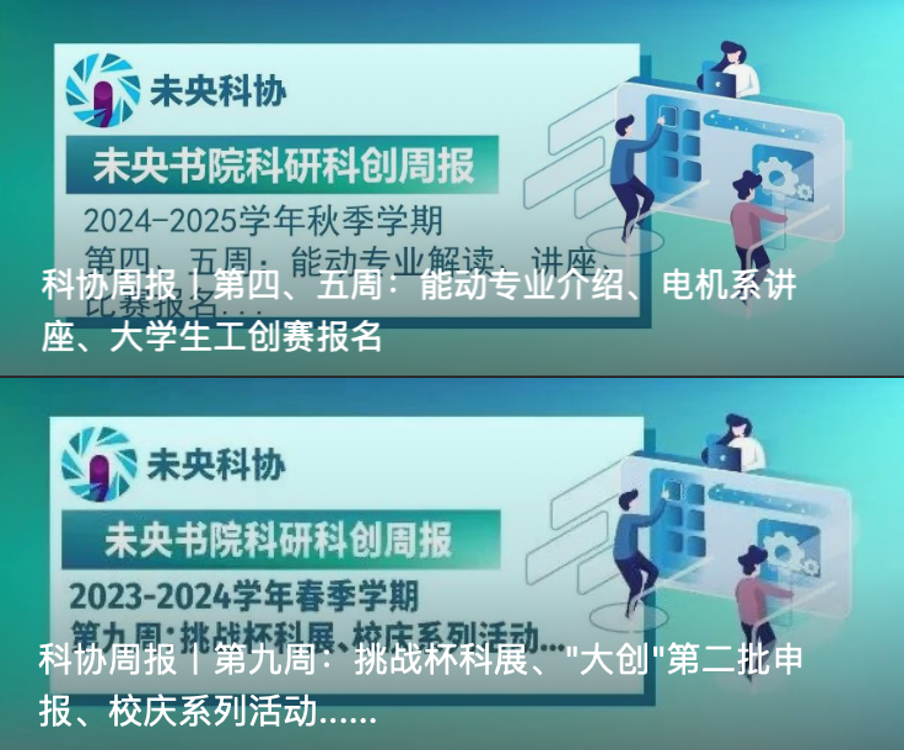 未央科协
未央书院科研科创周报
2024-2025学年秋季学期
第四、五周：能动专业解读、讲座、
比赛报名...
科协周报丨第四、五周：能动专业介绍、电机系讲
座、大学生工创赛报名
未央科协
未央书院科研科创周报
2023-2024学年春季学期
第九周:挑战杯科展、校庆系列活动...
科协周报丨第九周：挑战杯科展、"大创"第二批申
报、校庆系列活动......